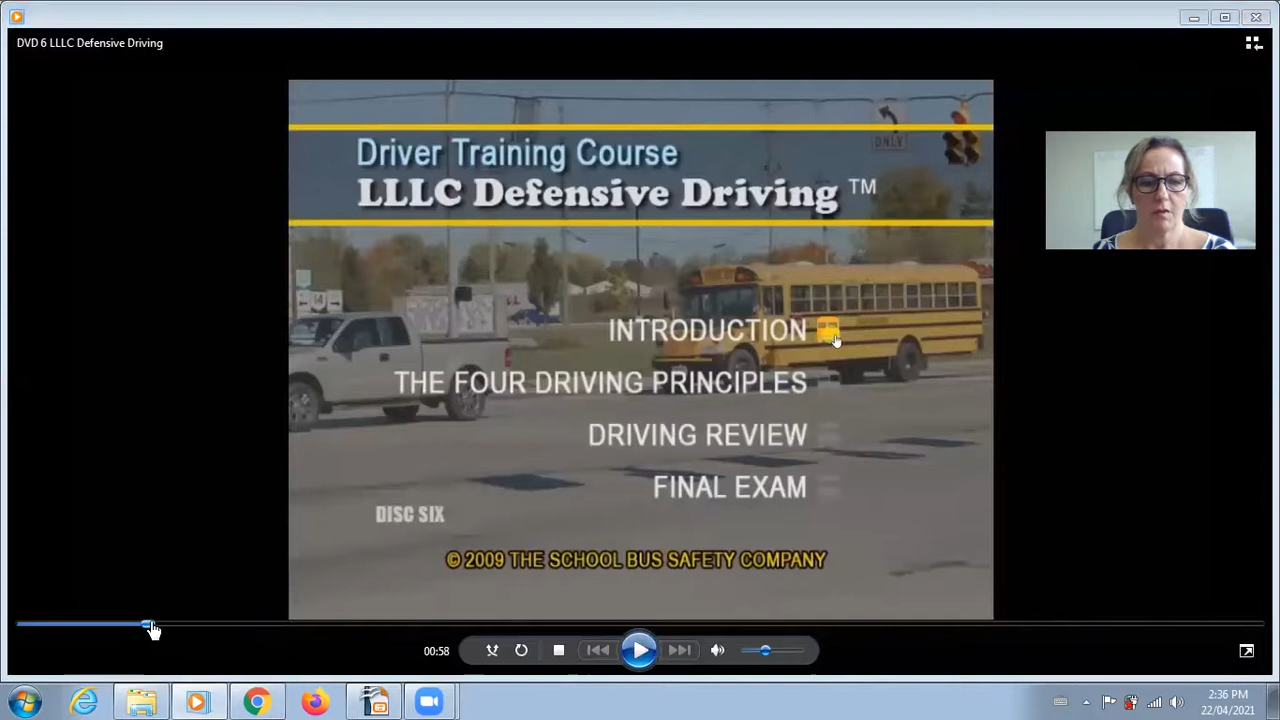 DVD 6 LLLC Defensive Driving
ONLY
Driver Training Course
LLLC Defensive Driving ™
INTRODUCTION
THE FOUR DRIVING PRINCIPLES
DRIVING REVIEW
FINAL EXAM
DISC SIX
© 2009 THE SCHOOL BUS SAFETY COMPANY
00:58
2:36 PM
22/04/2021